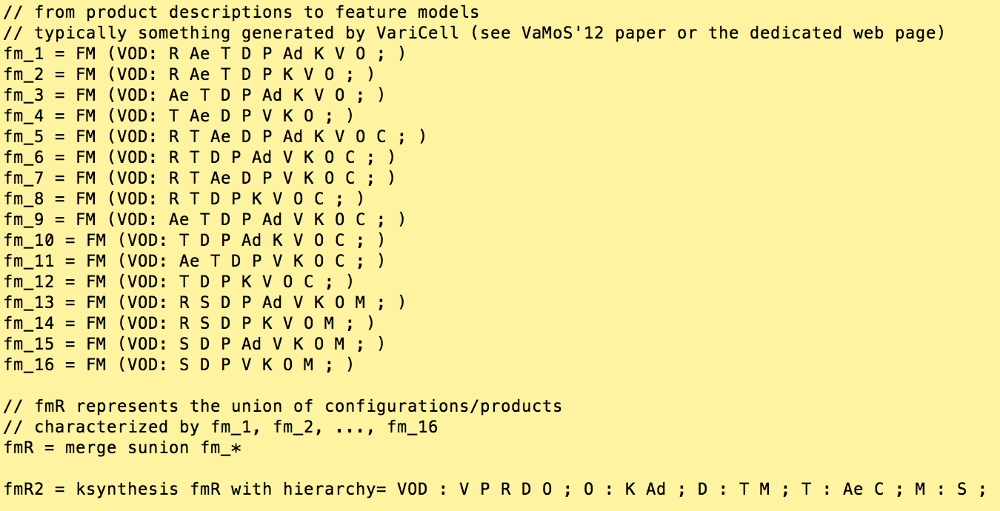 // from product descriptions to feature models
// typically something generated by VariCell (see VaMoS'12 paper or the dedicated web page)
fm_1 = FM (VOD: R Ae T D P Ad K V O ; )
fm_2 = FM (VOD: R Ae T D P K V O ; )
fm_3 = FM (VOD: Ae T D P Ad K V O ; )
fm_4 = FM (VOD: T Ae D P V K O ; )
fm_5 = FM (VOD: R T Ae D P Ad K V O C ; )
fm_6 = FM (VOD: R T D P Ad V K O C ; )
fm_7 = FM (VOD: R T Ae D P V K O C ; )
fm_8 = FM (VOD: R T D P K V O C ; )
fm_9 = FM (VOD: Ae T D P Ad V K O C ; )
fm_10 = FM (VOD: T D P Ad K V O C ; )
fm_11 = FM (VOD: Ae T D P V K O C ; )
fm_12 = FM (VOD: T D P K V O C ; )
fm_13 = FM (VOD: R S D P Ad V K O M ; )
fm_14 = FM (VOD: R S D P K V O M ; )
fm_15 = FM (VOD: S D P Ad V K O M ; )
fm_16 = FM (VOD: S D P V K O M ; )

// fmR represents the union of configurations/products
// characterized by fm_1, fm_2, ..., fm_16
fmR = merge sunion fm_*

fmR2 = ksynthesis fmR with hierarchy= VOD : V P R D O ; O : K Ad ; D : T M ; T : Ae C ; M : S ;